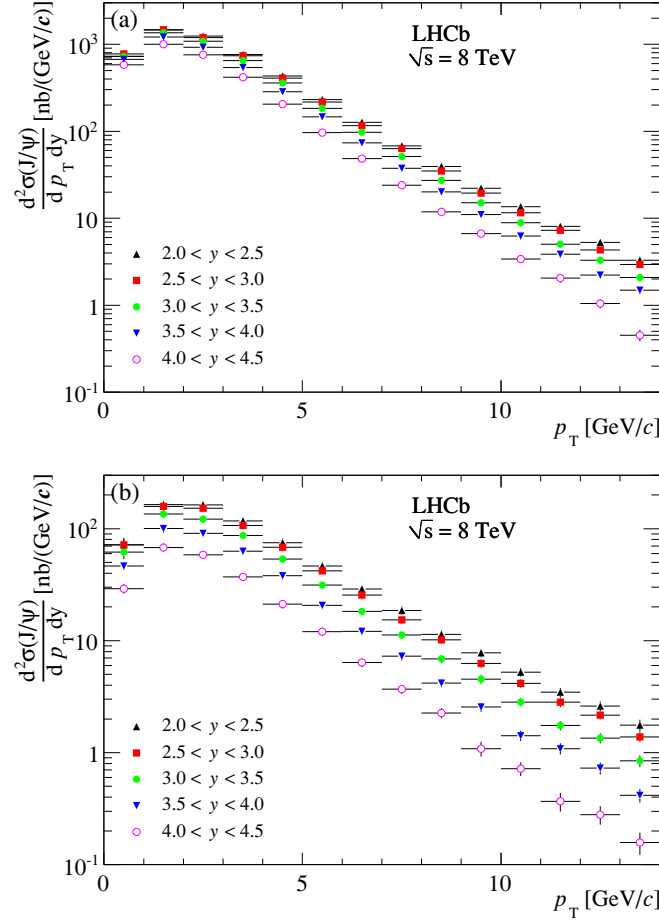 (a)
LHCb
√s = 8 TeV
d²σ(J/ψ)
d p_T dy
[nb/(GeV/c)]
10³
10²
10
1
10⁻¹
2.0 < y < 2.5
2.5 < y < 3.0
3.0 < y < 3.5
3.5 < y < 4.0
4.0 < y < 4.5
0
5
10
p_T [GeV/c]
(b)
LHCb
√s = 8 TeV
d²σ(J/ψ)
d p_T dy
[nb/(GeV/c)]
10²
10
1
10⁻¹
2.0 < y < 2.5
2.5 < y < 3.0
3.0 < y < 3.5
3.5 < y < 4.0
4.0 < y < 4.5
0
5
10
p_T [GeV/c]